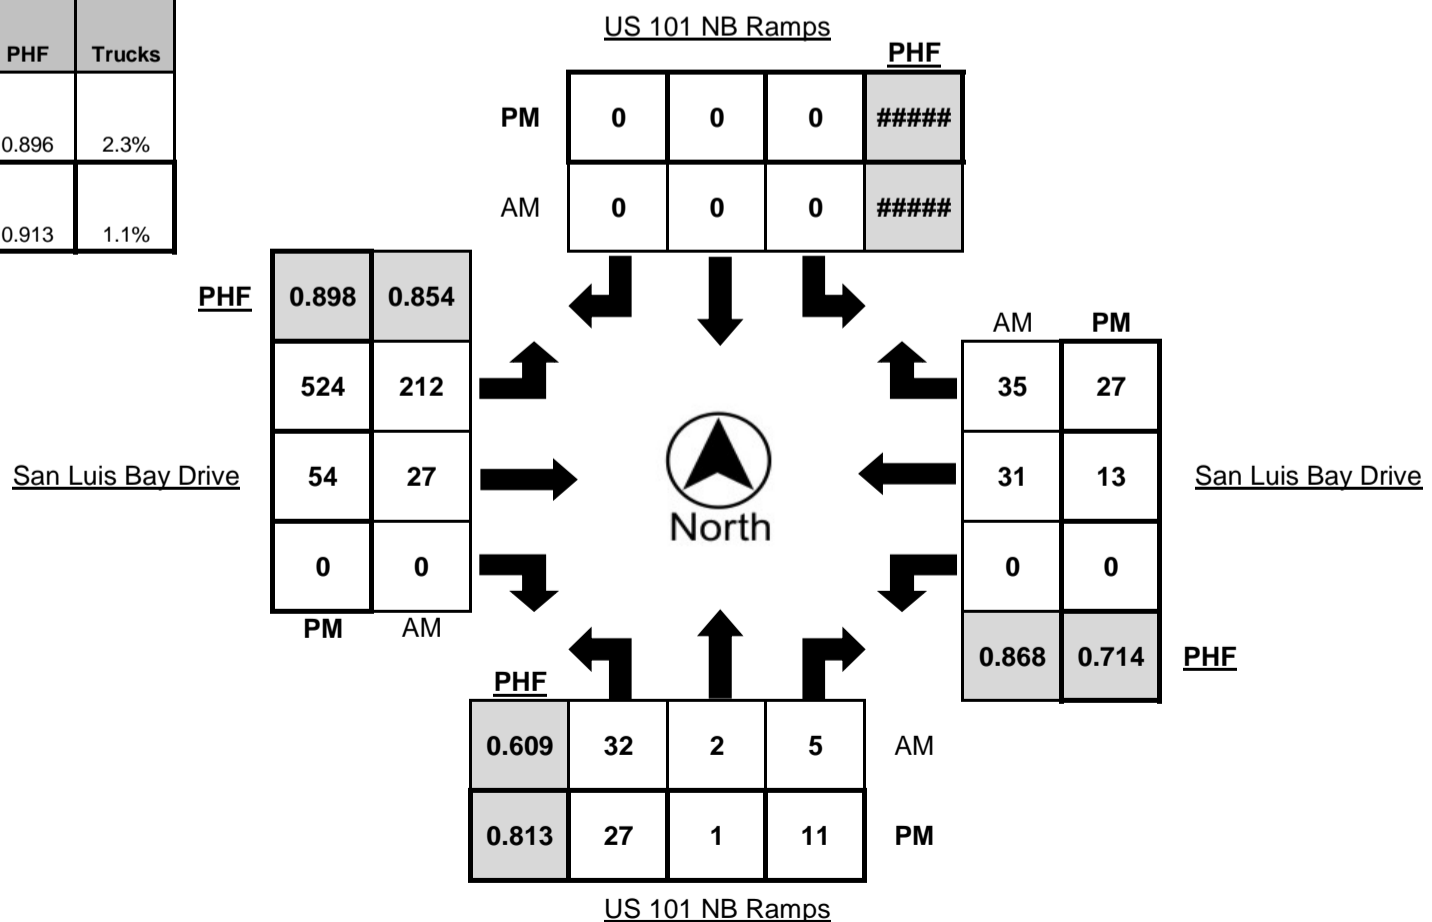 US 101 NB Ramps
PHF Trucks
PHF
PM 0 0 0 #####
0.896 2.3%
AM 0 0 0 #####
0.913 1.1%
PHF 0.898 0.854
AM PM
524 212
35 27
San Luis Bay Drive 54 27
31 13 San Luis Bay Drive
North
0 0
0 0
PM AM
0.868 0.714 PHF
PHF
0.609 32 2 5 AM
0.813 27 1 11 PM
US 101 NB Ramps